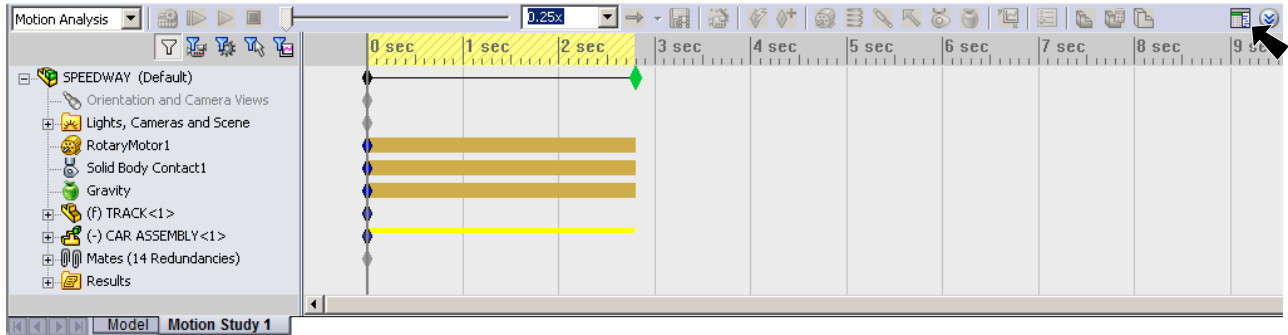 Motion Analysis 0.25x
0 sec 1 sec 2 sec 3 sec 4 sec 5 sec 6 sec 7 sec 8 sec 9 sec
SPEEDWAY (Default)
Orientation and Camera Views
Lights, Cameras and Scene
RotaryMotor1
Solid Body Contact1
Gravity
(f) TRACK<1>
(-) CAR ASSEMBLY<1>
Mates (14 Redundancies)
Results
Model Motion Study 1